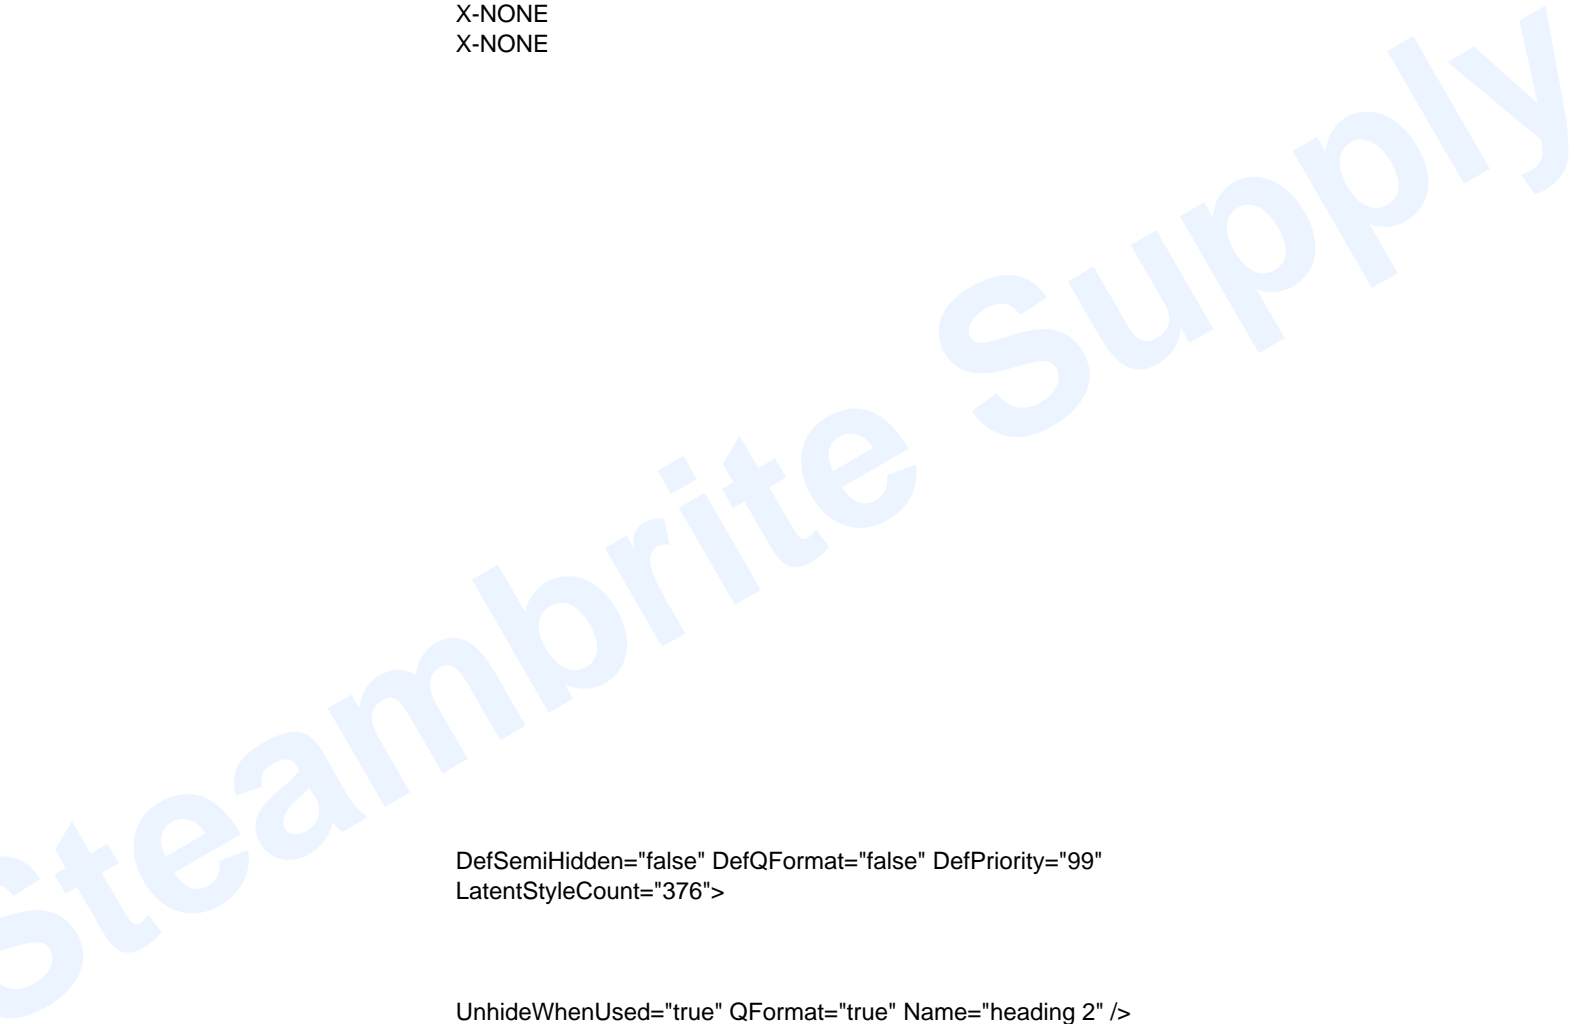 X-NONE
X-NONE
Steambrite Supply
DefSemiHidden="false" DefQFormat="false" DefPriority="99"
LatentStyleCount="376">
UnhideWhenUsed="true" QFormat="true" Name="heading 2" />